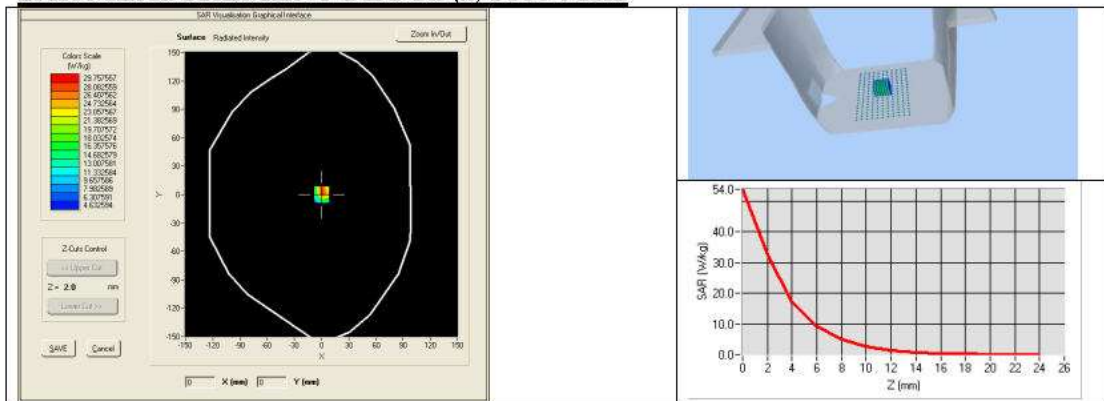 SAR Visualisation Graphical Interface
Surface Radiated Intensity
Zoom In/Out
Colors Scale
(W/kg)
29.757567
28.082559
26.407562
24.732564
23.057567
21.382569
19.707572
18.032574
16.357576
14.682579
13.007581
11.332584
9.657586
7.982589
6.307591
4.632594
Z-Cuts Control
<< Upper Cut
Z = 2.0 mm
Lower Cut >>
SAVE Cancel
150
120
90
60
30
0
-30
-60
-90
-120
-150
Y
-150 -120 -90 -60 -30 0 30 60 90 120 150
X
0 X (mm) 0 Y (mm)
54.0
40.0
30.0
20.0
10.0
0.0
SAR (W/kg)
0 2 4 6 8 10 12 14 16 18 20 22 24 26
Z (mm)